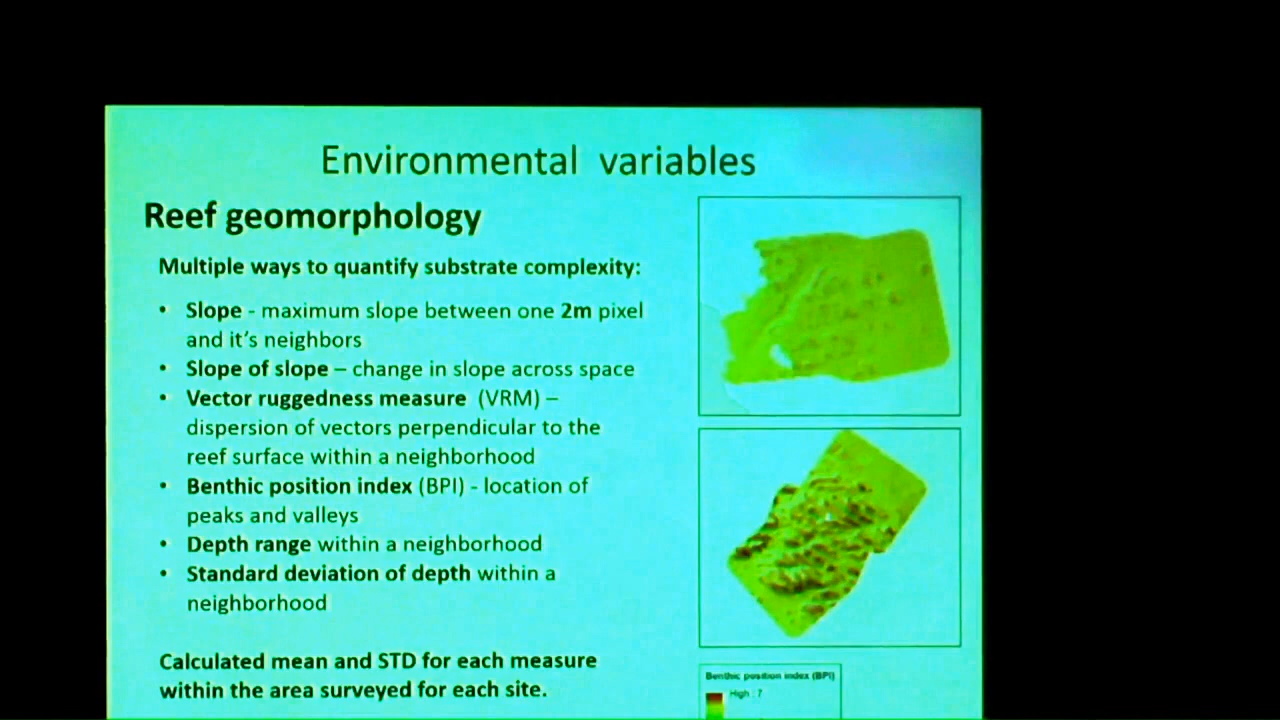 Environmental variables
Reef geomorphology
Multiple ways to quantify substrate complexity:
• Slope - maximum slope between one 2m pixel
and it's neighbors
• Slope of slope – change in slope across space
• Vector ruggedness measure (VRM) –
dispersion of vectors perpendicular to the
reef surface within a neighborhood
• Benthic position index (BPI) - location of
peaks and valleys
• Depth range within a neighborhood
• Standard deviation of depth within a
neighborhood
Calculated mean and STD for each measure
within the area surveyed for each site.
Benthic position index (BPI)
High : 7